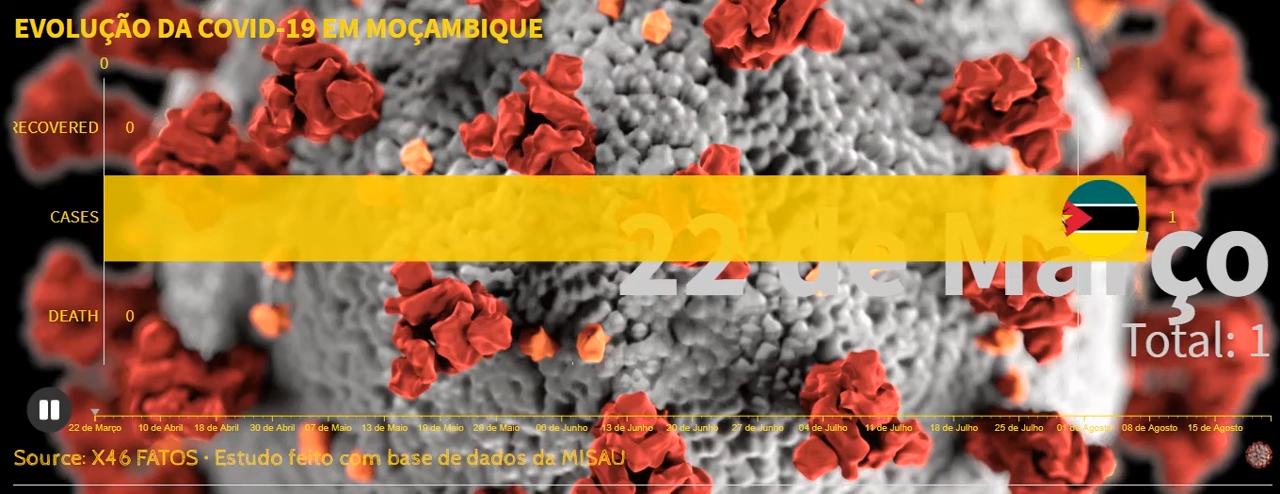 EVOLUÇÃO DA COVID-19 EM MOÇAMBIQUE
0 1
RECOVERED 0
CASES 1
22 de Março
DEATH 0
Total: 1
22 de Março 10 de Abril 18 de Abril 30 de Abril 07 de Maio 13 de Maio 19 de Maio 28 de Maio 06 de Junho 13 de Junho 20 de Junho 27 de Junho 04 de Julho 11 de Julho 18 de Julho 25 de Julho 01 de Agosto 08 de Agosto 15 de Agosto
Source: X46 FATOS · Estudo feito com base de dados da MISAU